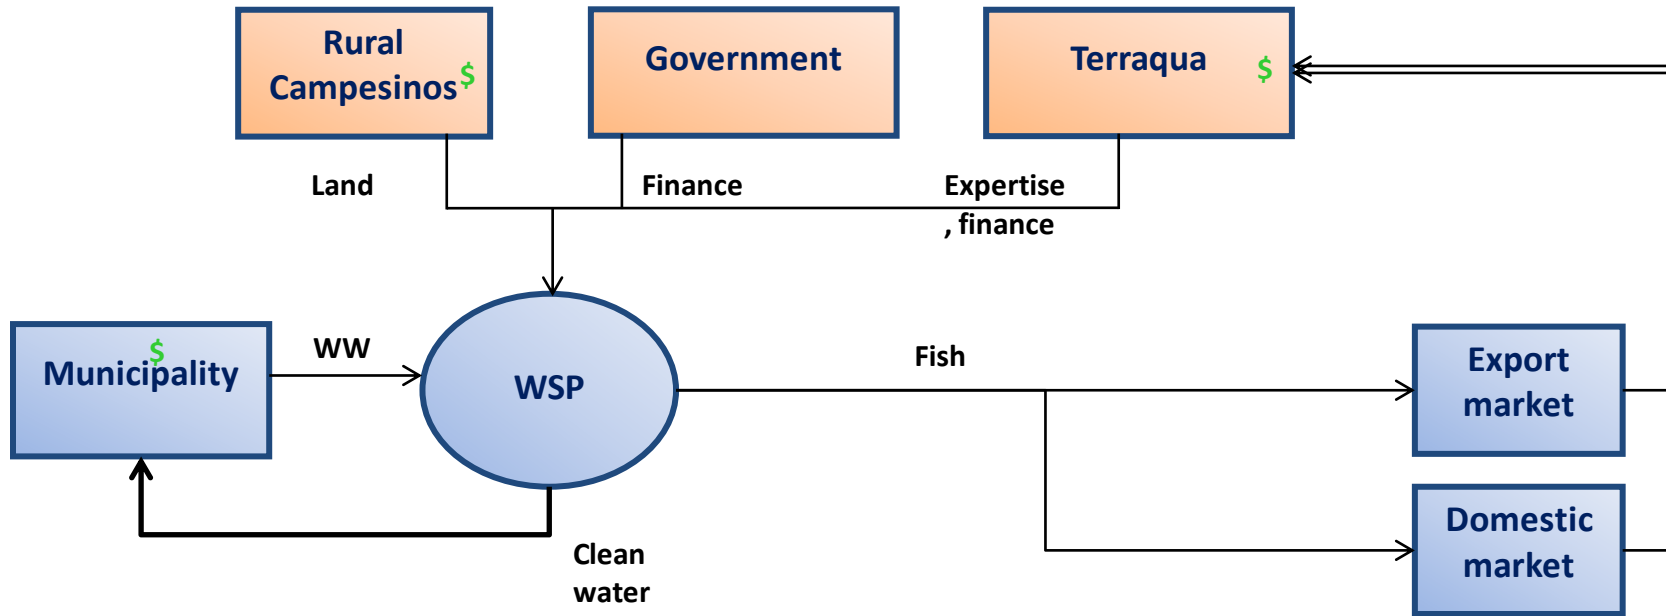 Rural
Campesinos
$
Government
Terraqua
$
Land
Finance
Expertise
, finance
$
Municipality
WW
WSP
Fish
Export
market
Domestic
market
Clean
water